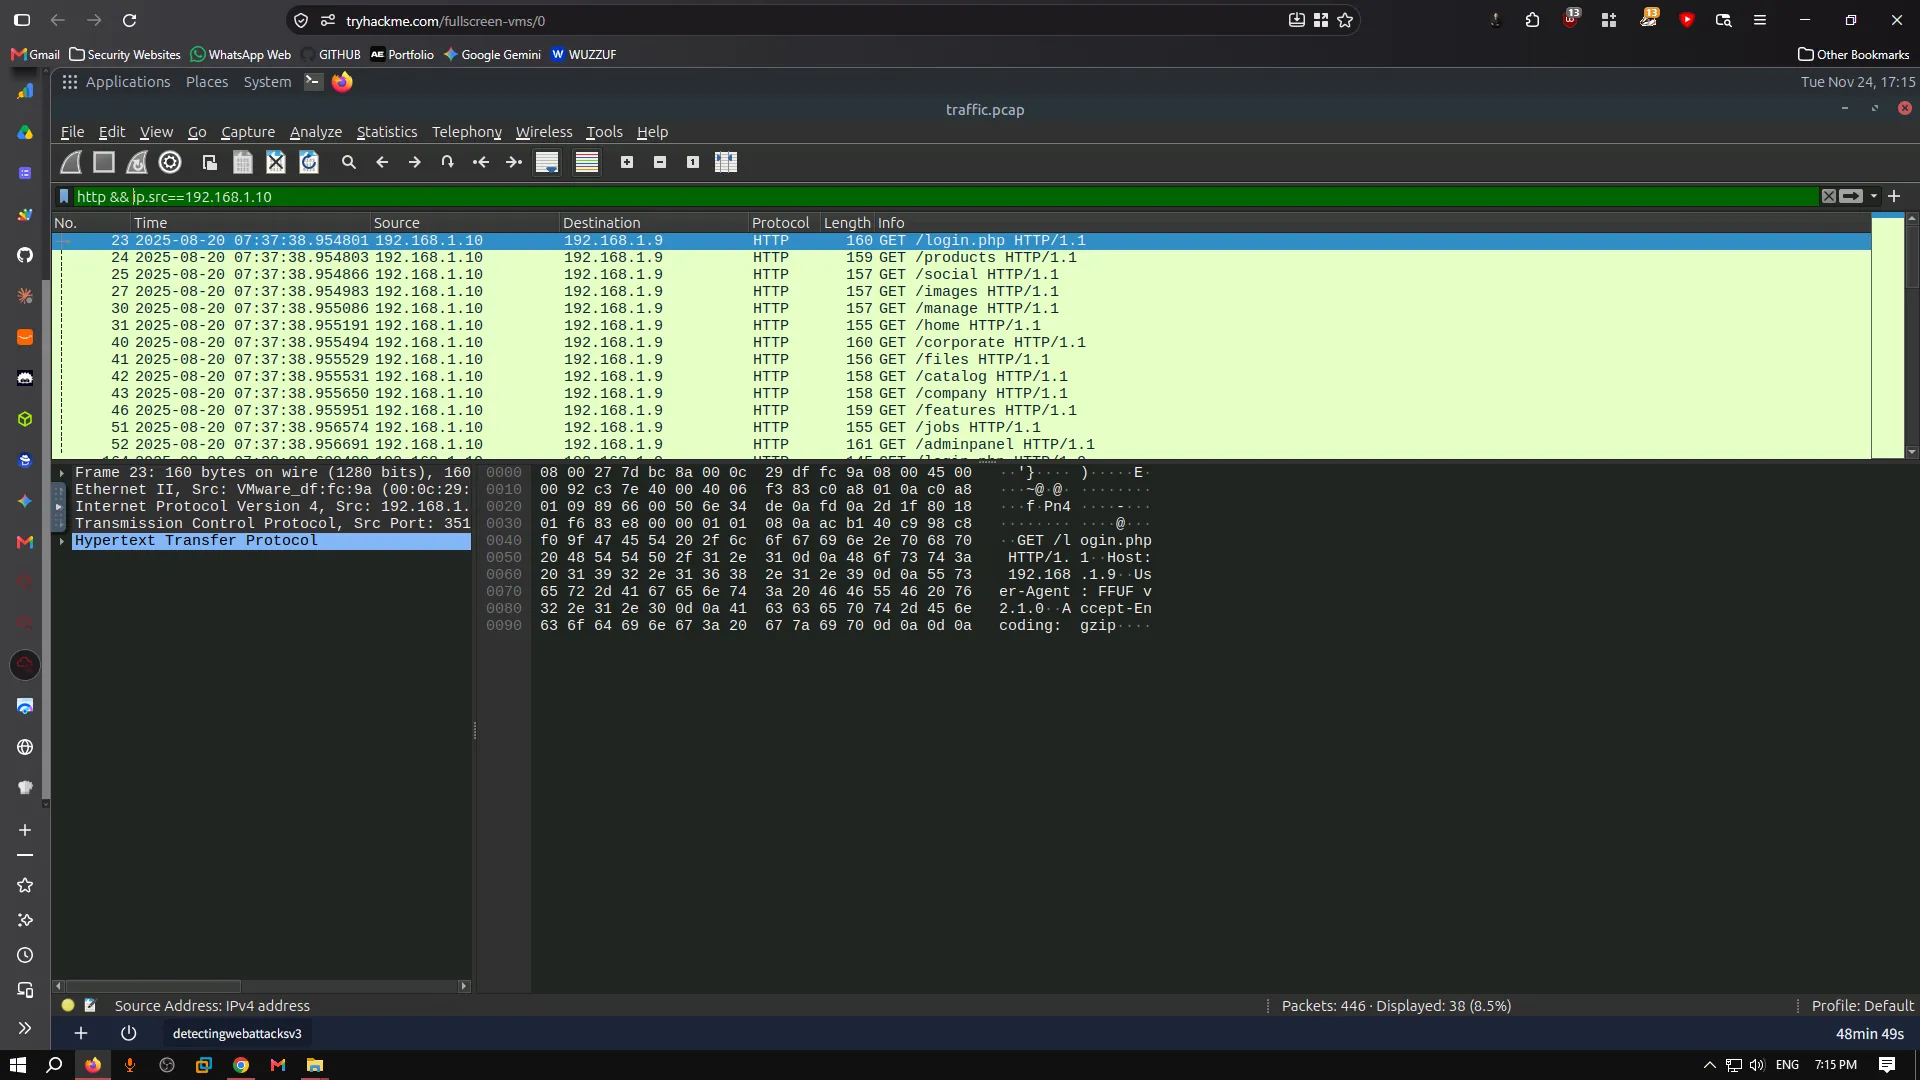 tryhackme.com/fullscreen-vms/0
13
13
Gmail
Security Websites
WhatsApp Web
GITHUB
AE Portfolio
Google Gemini
W WUZZUF
Other Bookmarks
Applications Places System
Tue Nov 24, 17:15
traffic.pcap
File Edit View Go Capture Analyze Statistics Telephony Wireless Tools Help
http && ip.src==192.168.1.10
No. Time Source Destination Protocol Length Info
23 2025-08-20 07:37:38.954801 192.168.1.10 192.168.1.9 HTTP 160 GET /login.php HTTP/1.1
24 2025-08-20 07:37:38.954803 192.168.1.10 192.168.1.9 HTTP 159 GET /products HTTP/1.1
25 2025-08-20 07:37:38.954866 192.168.1.10 192.168.1.9 HTTP 157 GET /social HTTP/1.1
27 2025-08-20 07:37:38.954983 192.168.1.10 192.168.1.9 HTTP 157 GET /images HTTP/1.1
30 2025-08-20 07:37:38.955086 192.168.1.10 192.168.1.9 HTTP 157 GET /manage HTTP/1.1
31 2025-08-20 07:37:38.955191 192.168.1.10 192.168.1.9 HTTP 155 GET /home HTTP/1.1
40 2025-08-20 07:37:38.955494 192.168.1.10 192.168.1.9 HTTP 160 GET /corporate HTTP/1.1
41 2025-08-20 07:37:38.955529 192.168.1.10 192.168.1.9 HTTP 156 GET /files HTTP/1.1
42 2025-08-20 07:37:38.955531 192.168.1.10 192.168.1.9 HTTP 158 GET /catalog HTTP/1.1
43 2025-08-20 07:37:38.955650 192.168.1.10 192.168.1.9 HTTP 158 GET /company HTTP/1.1
46 2025-08-20 07:37:38.955951 192.168.1.10 192.168.1.9 HTTP 159 GET /features HTTP/1.1
51 2025-08-20 07:37:38.956574 192.168.1.10 192.168.1.9 HTTP 155 GET /jobs HTTP/1.1
52 2025-08-20 07:37:38.956691 192.168.1.10 192.168.1.9 HTTP 161 GET /adminpanel HTTP/1.1
Frame 23: 160 bytes on wire (1280 bits), 160
Ethernet II, Src: VMware_df:fc:9a (00:0c:29:
Internet Protocol Version 4, Src: 192.168.1.
Transmission Control Protocol, Src Port: 351
Hypertext Transfer Protocol
0000 08 00 27 7d bc 8a 00 0c 29 df fc 9a 08 00 45 00 ··'}···· )·····E·
0010 00 92 c3 7e 40 00 40 06 f3 83 c0 a8 01 0a c0 a8 ···~@·@· ········
0020 01 09 89 66 00 50 6e 34 de 0a fd 0a 2d 1f 80 18 ···f·Pn4 ····-···
0030 01 f6 83 e8 00 00 01 01 08 0a ac b1 40 c9 98 c8 ········ ····@···
0040 f0 9f 47 45 54 20 2f 6c 6f 67 69 6e 2e 70 68 70 ··GET /l ogin.php
0050 20 48 54 54 50 2f 31 2e 31 0d 0a 48 6f 73 74 3a HTTP/1. 1··Host:
0060 20 31 39 32 2e 31 36 38 2e 31 2e 39 0d 0a 55 73 192.168 .1.9··Us
0070 65 72 2d 41 67 65 6e 74 3a 20 46 46 55 46 20 76 er-Agent : FFUF v
0080 32 2e 31 2e 30 0d 0a 41 63 63 65 70 74 2d 45 6e 2.1.0··A ccept-En
0090 63 6f 64 69 6e 67 3a 20 67 7a 69 70 0d 0a 0d 0a coding: gzip····
Source Address: IPv4 address
Packets: 446 · Displayed: 38 (8.5%)
Profile: Default
detectingwebattacksv3
48min 49s
ENG
7:15 PM